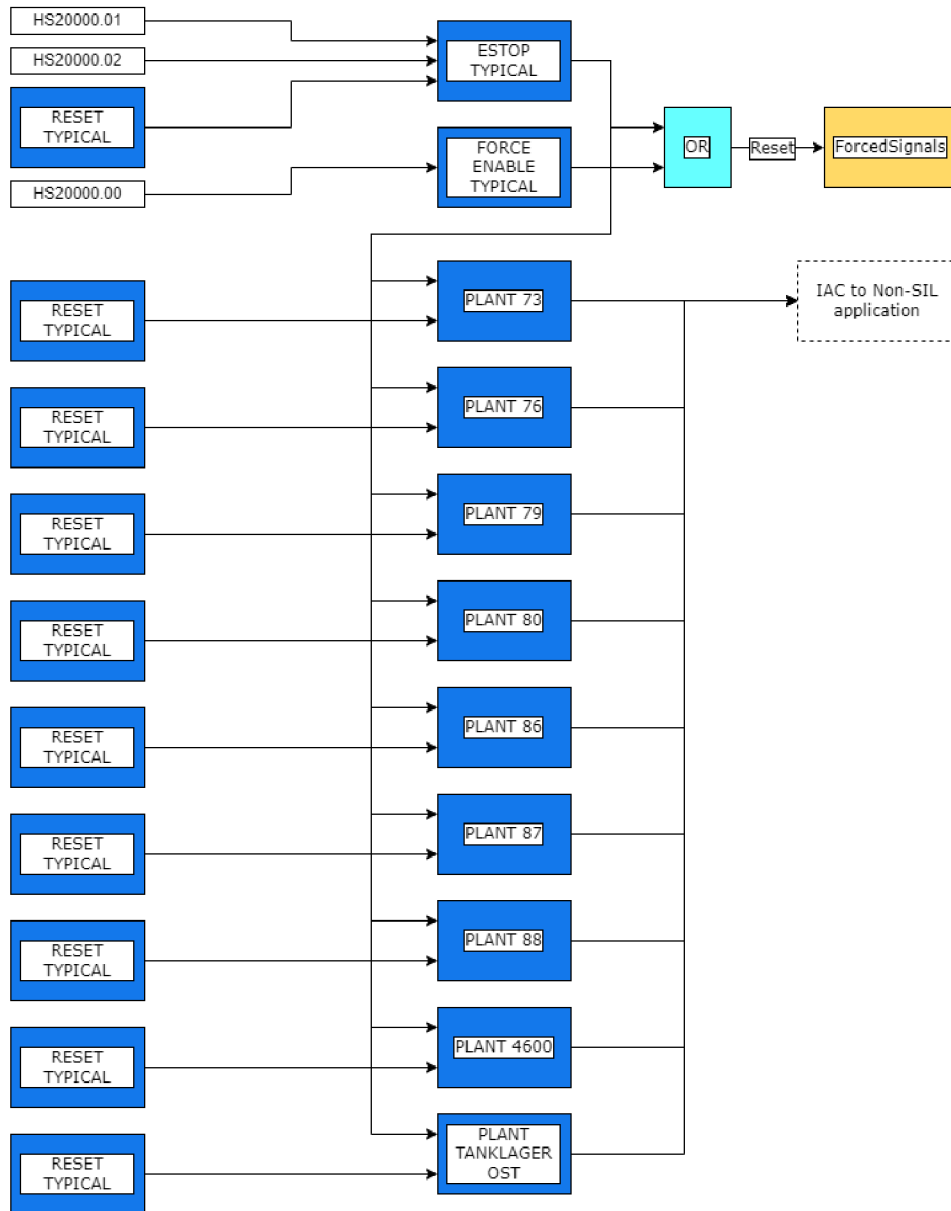 HS20000.01
HS20000.02
RESET
TYPICAL
HS20000.00
ESTOP
TYPICAL
FORCE
ENABLE
TYPICAL
OR
Reset
ForcedSignals
IAC to Non-SIL
application
RESET
TYPICAL
PLANT 73
RESET
TYPICAL
PLANT 76
RESET
TYPICAL
PLANT 79
RESET
TYPICAL
PLANT 80
RESET
TYPICAL
PLANT 86
RESET
TYPICAL
PLANT 87
RESET
TYPICAL
PLANT 88
RESET
TYPICAL
PLANT 4600
RESET
TYPICAL
PLANT
TANKLAGER
OST